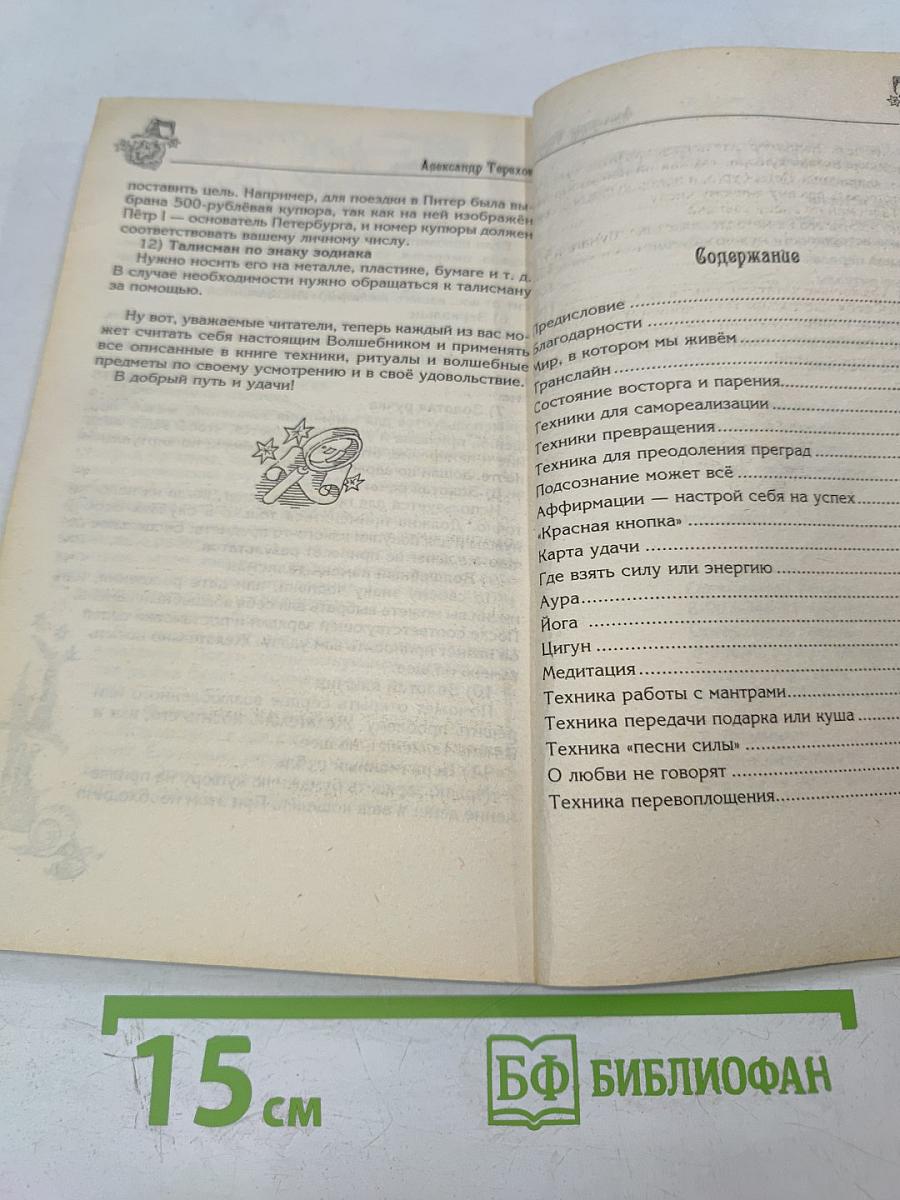 Александр Терехов
поставить цель. Например, для поездки в Питер была вы-
брана 500-рублёвая купюра, так как на ней изображён
Пётр I — основатель Петербурга, и номер купюры должен
соответствовать вашему личному числу.
12) Талисман по знаку зодиака
Нужно носить его на металле, пластике, бумаге и т. д.
В случае необходимости нужно обращаться к талисману
за помощью.
Ну вот, уважаемые читатели, теперь каждый из вас мо-
жет считать себя настоящим Волшебником и применять
все описанные в книге техники, ритуалы и волшебные
предметы по своему усмотрению и в своё удовольствие.
В добрый путь и удачи!
Содержание
Предисловие
Благодарности
Мир, в котором мы живём
Транслайн
Состояние восторга и парения
Техники для самореализации
Техники превращения
Техника для преодоления преград
Подсознание может всё
Аффирмации — настрой себя на успех
«Красная кнопка»
Карта удачи
Где взять силу или энергию
Аура
Йога
Цигун
Медитация
Техника работы с мантрами
Техника передачи подарка или куша
Техника «песни силы»
О любви не говорят
Техника перевоплощения
15 см
БФ БИБЛИОФАН